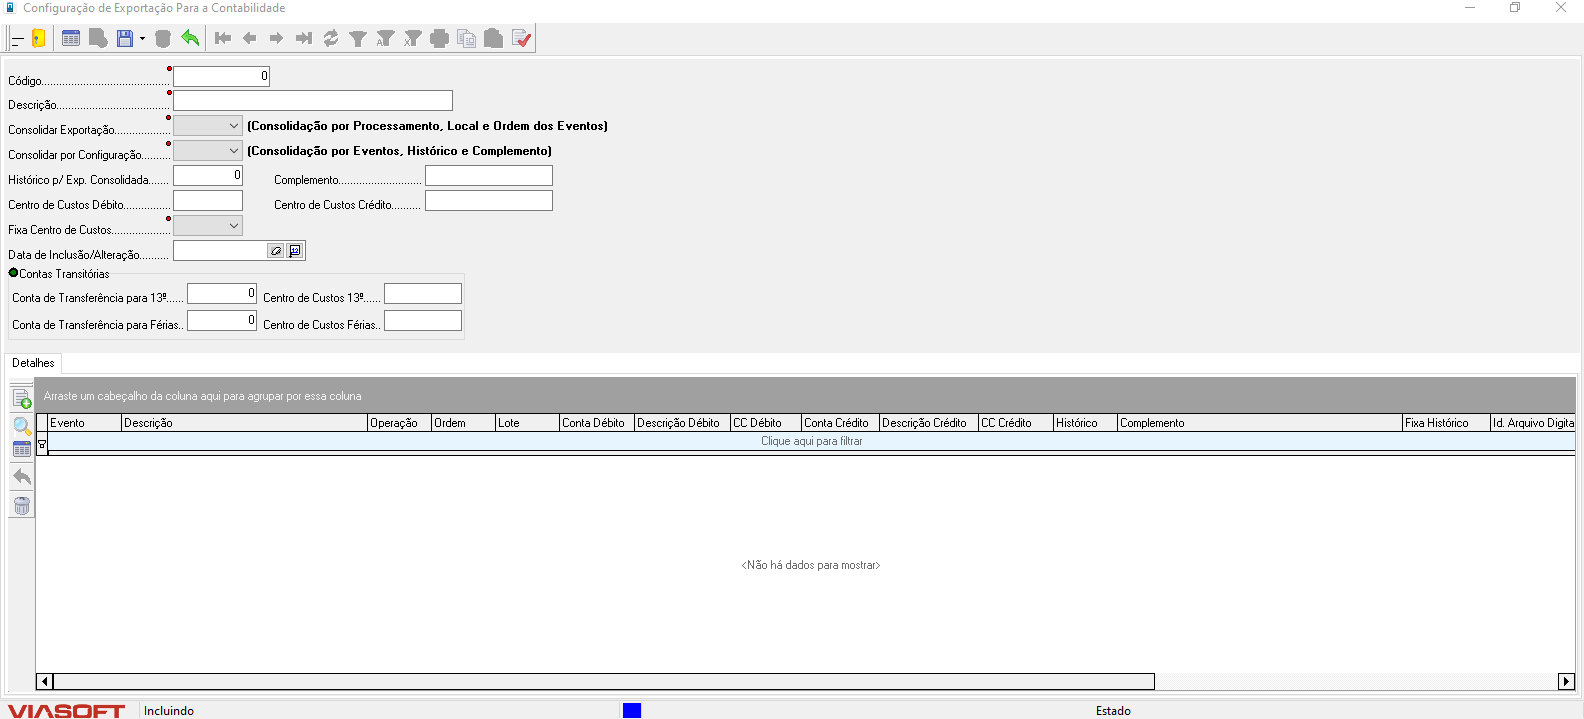 Configuração de Exportação Para a Contabilidade
Código........................................... 0
Descrição......................................
Consolidar Exportação................... (Consolidação por Processamento, Local e Ordem dos Eventos)
Consolidar por Configuração.......... (Consolidação por Eventos, Histórico e Complemento)
Histórico p/ Exp. Consolidada....... 0 Complemento............................
Centro de Custos Débito................ Centro de Custos Crédito..........
Fixa Centro de Custos....................
Data de Inclusão/Alteração.......... 12
Contas Transitórias
Conta de Transferência para 13º...... 0 Centro de Custos 13º......
Conta de Transferência para Férias.. 0 Centro de Custos Férias..
Detalhes
Arraste um cabeçalho da coluna aqui para agrupar por essa coluna
Evento Descrição Operação Ordem Lote Conta Débito Descrição Débito CC Débito Conta Crédito Descrição Crédito CC Crédito Histórico Complemento Fixa Histórico Id. Arquivo Digita
Clique aqui para filtrar
<Não há dados para mostrar>
VIASOFT Incluindo Estado